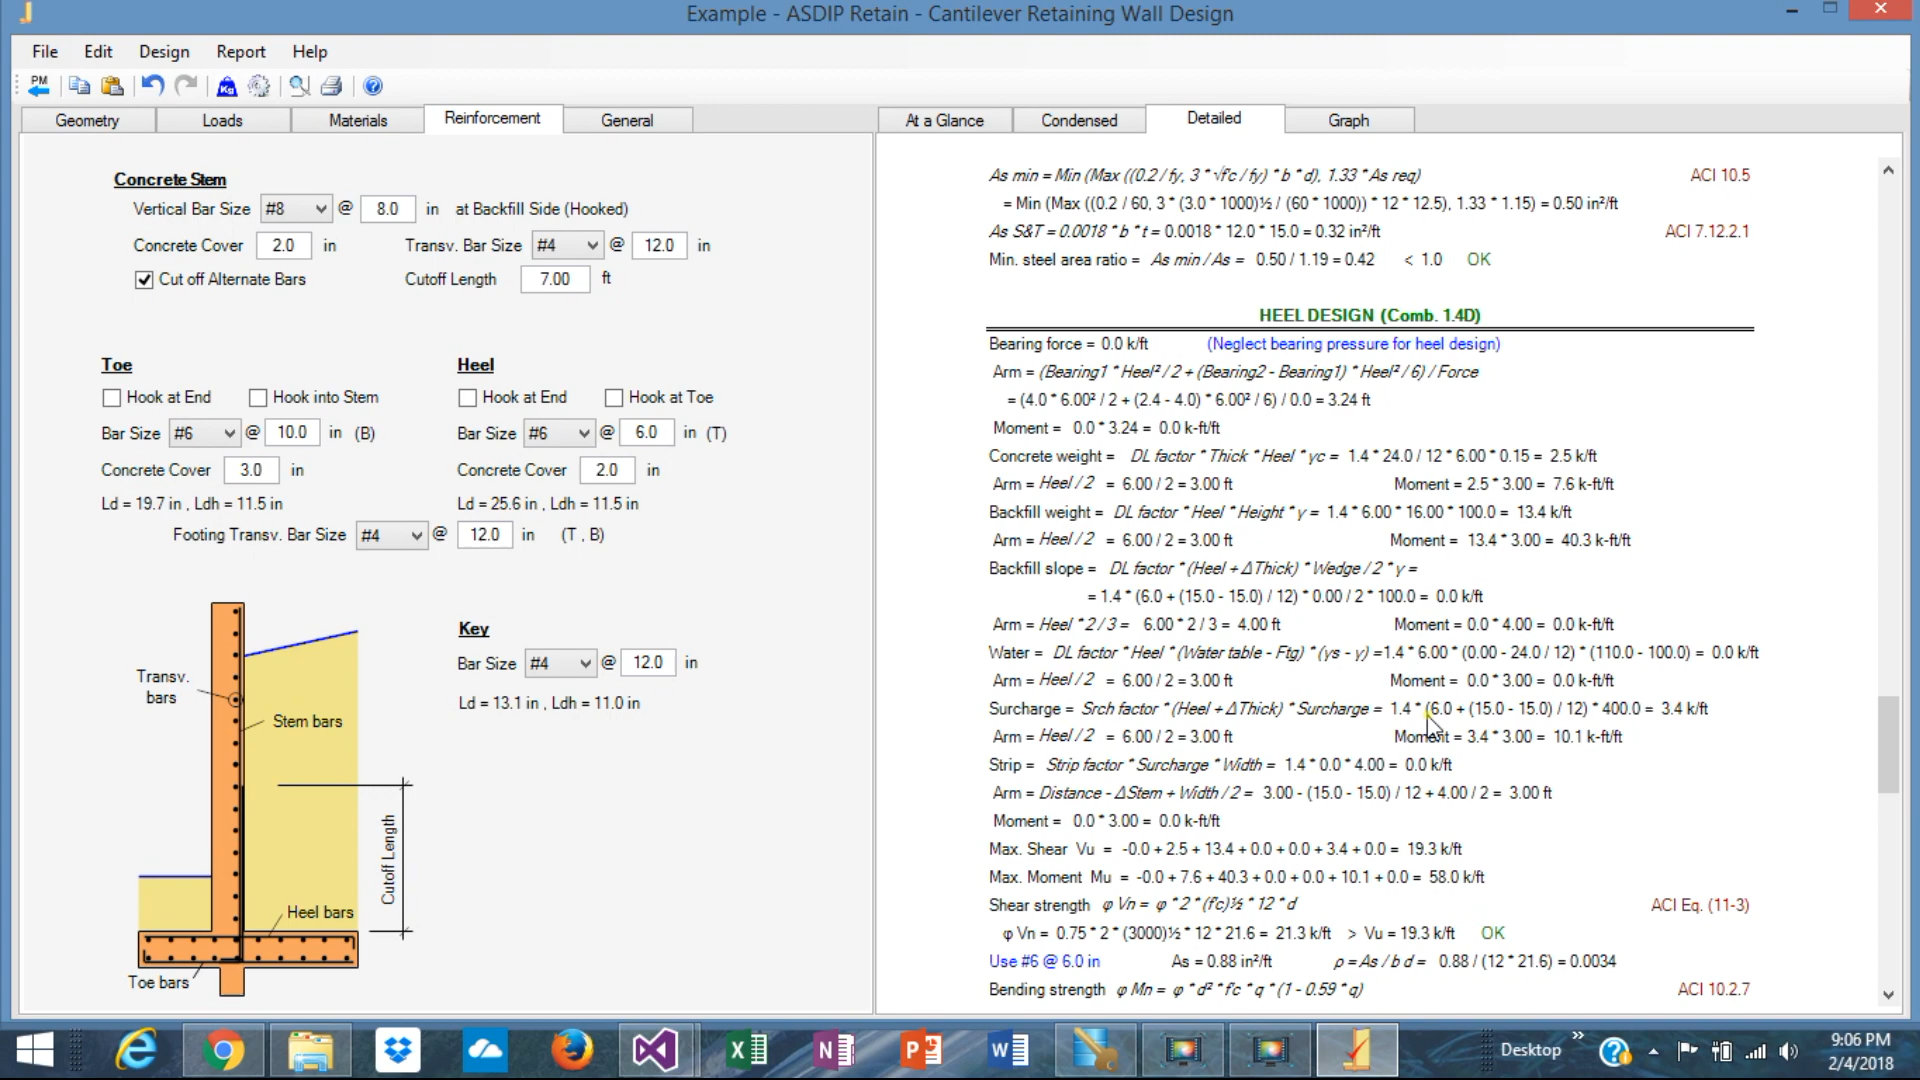 Example - ASDIP Retain - Cantilever Retaining Wall Design
File Edit Design Report Help
PM Kg
Geometry Loads Materials Reinforcement General
At a Glance Condensed Detailed Graph
Concrete Stem
Vertical Bar Size #8 @ 8.0 in at Backfill Side (Hooked)
Concrete Cover 2.0 in Transv. Bar Size #4 @ 12.0 in
Cut off Alternate Bars Cutoff Length 7.00 ft
Toe
Hook at End Hook into Stem
Bar Size #6 @ 10.0 in (B)
Concrete Cover 3.0 in
Ld = 19.7 in , Ldh = 11.5 in
Heel
Hook at End Hook at Toe
Bar Size #6 @ 6.0 in (T)
Concrete Cover 2.0 in
Ld = 25.6 in , Ldh = 11.5 in
Footing Transv. Bar Size #4 @ 12.0 in (T , B)
Key
Bar Size #4 @ 12.0 in
Ld = 13.1 in , Ldh = 11.0 in
Transv.
bars
Stem bars
Cutoff Length
Heel bars
Toe bars
As min = Min (Max ((0.2 / fy, 3 * √f'c / fy) * b * d), 1.33 * As req) ACI 10.5
= Min (Max ((0.2 / 60, 3 * (3.0 * 1000)½ / (60 * 1000)) * 12 * 12.5), 1.33 * 1.15) = 0.50 in²/ft
As S&T = 0.0018 * b * t = 0.0018 * 12.0 * 15.0 = 0.32 in²/ft ACI 7.12.2.1
Min. steel area ratio = As min / As = 0.50 / 1.19 = 0.42 < 1.0 OK
HEEL DESIGN (Comb. 1.4D)
Bearing force = 0.0 k/ft (Neglect bearing pressure for heel design)
Arm = (Bearing1 * Heel² / 2 + (Bearing2 - Bearing1) * Heel² / 6) / Force
= (4.0 * 6.00² / 2 + (2.4 - 4.0) * 6.00² / 6) / 0.0 = 3.24 ft
Moment = 0.0 * 3.24 = 0.0 k-ft/ft
Concrete weight = DL factor * Thick * Heel * γc = 1.4 * 24.0 / 12 * 6.00 * 0.15 = 2.5 k/ft
Arm = Heel / 2 = 6.00 / 2 = 3.00 ft Moment = 2.5 * 3.00 = 7.6 k-ft/ft
Backfill weight = DL factor * Heel * Height * γ = 1.4 * 6.00 * 16.00 * 100.0 = 13.4 k/ft
Arm = Heel / 2 = 6.00 / 2 = 3.00 ft Moment = 13.4 * 3.00 = 40.3 k-ft/ft
Backfill slope = DL factor * (Heel + ΔThick) * Wedge / 2 * γ =
= 1.4 * (6.0 + (15.0 - 15.0) / 12) * 0.00 / 2 * 100.0 = 0.0 k/ft
Arm = Heel * 2 / 3 = 6.00 * 2 / 3 = 4.00 ft Moment = 0.0 * 4.00 = 0.0 k-ft/ft
Water = DL factor * Heel * (Water table - Ftg) * (γs - γ) =1.4 * 6.00 * (0.00 - 24.0 / 12) * (110.0 - 100.0) = 0.0 k/ft
Arm = Heel / 2 = 6.00 / 2 = 3.00 ft Moment = 0.0 * 3.00 = 0.0 k-ft/ft
Surcharge = Srch factor * (Heel + ΔThick) * Surcharge = 1.4 * (6.0 + (15.0 - 15.0) / 12) * 400.0 = 3.4 k/ft
Arm = Heel / 2 = 6.00 / 2 = 3.00 ft Moment = 3.4 * 3.00 = 10.1 k-ft/ft
Strip = Strip factor * Surcharge * Width = 1.4 * 0.0 * 4.00 = 0.0 k/ft
Arm = Distance - ΔStem + Width / 2 = 3.00 - (15.0 - 15.0) / 12 + 4.00 / 2 = 3.00 ft
Moment = 0.0 * 3.00 = 0.0 k-ft/ft
Max. Shear Vu = -0.0 + 2.5 + 13.4 + 0.0 + 0.0 + 3.4 + 0.0 = 19.3 k/ft
Max. Moment Mu = -0.0 + 7.6 + 40.3 + 0.0 + 0.0 + 10.1 + 0.0 = 58.0 k/ft
Shear strength φ Vn = φ * 2 * (f'c)½ * 12 * d ACI Eq. (11-3)
φ Vn = 0.75 * 2 * (3000)½ * 12 * 21.6 = 21.3 k/ft > Vu = 19.3 k/ft OK
Use #6 @ 6.0 in As = 0.88 in²/ft ρ = As / b d = 0.88 / (12 * 21.6) = 0.0034
Bending strength φ Mn = φ * d² * f'c * q * (1 - 0.59 * q) ACI 10.2.7
Desktop
9:06 PM
2/4/2018